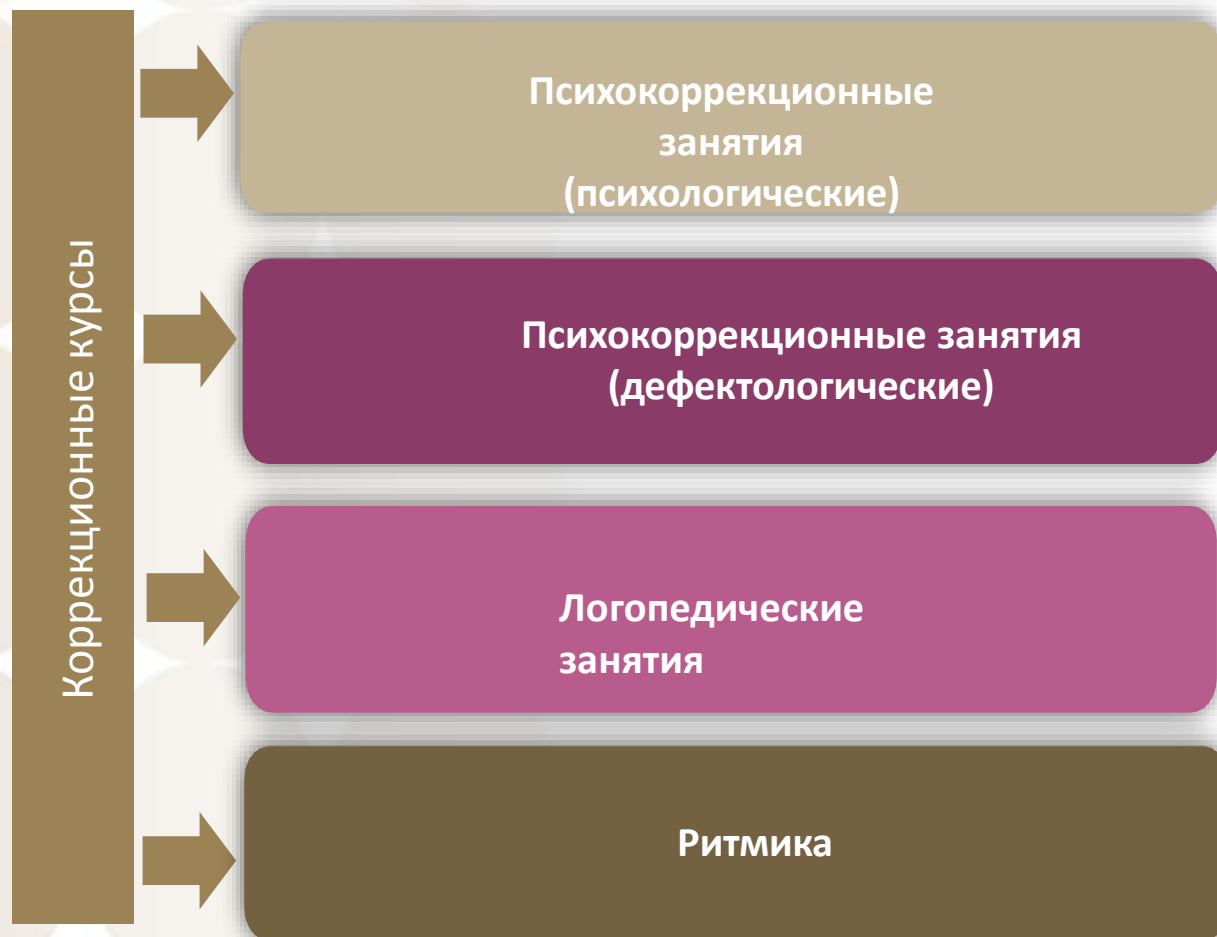 Коррекционные курсы
Психокоррекционные
занятия
(психологические)
Психокоррекционные занятия
(дефектологические)
Логопедические
занятия
Ритмика